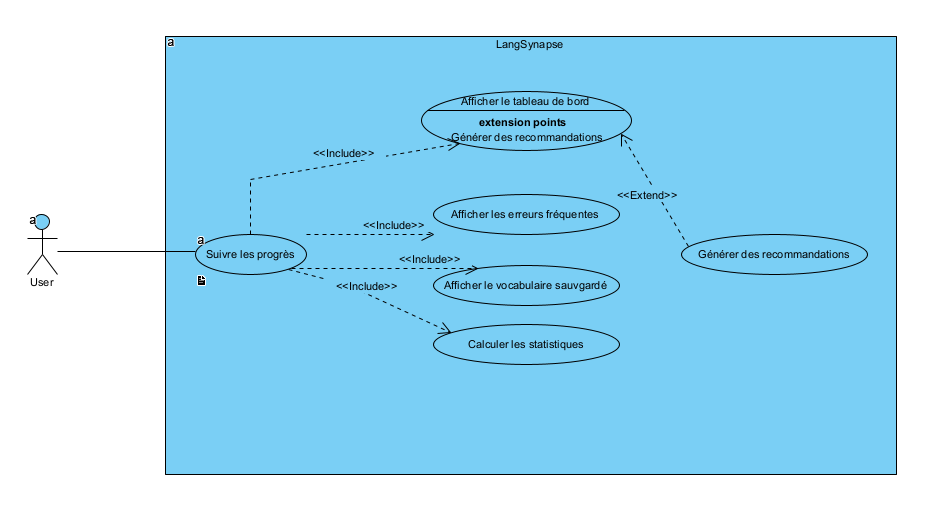 a
LangSynapse
Afficher le tableau de bord
extension points
Générer des recommandations
<<Include>>
<<Extend>>
Afficher les erreurs fréquentes
<<Include>>
a
a
Suivre les progrès
Générer des recommandations
<<Include>>
User
Afficher le vocabulaire sauvgardé
<<Include>>
Calculer les statistiques